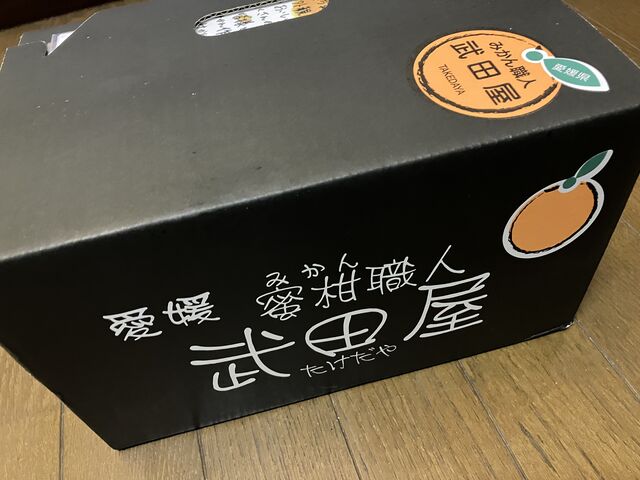 みかん職人
武田屋
TAKEDAYA
愛媛県
みかん
愛媛 蜜柑職人
武田屋
たけだや